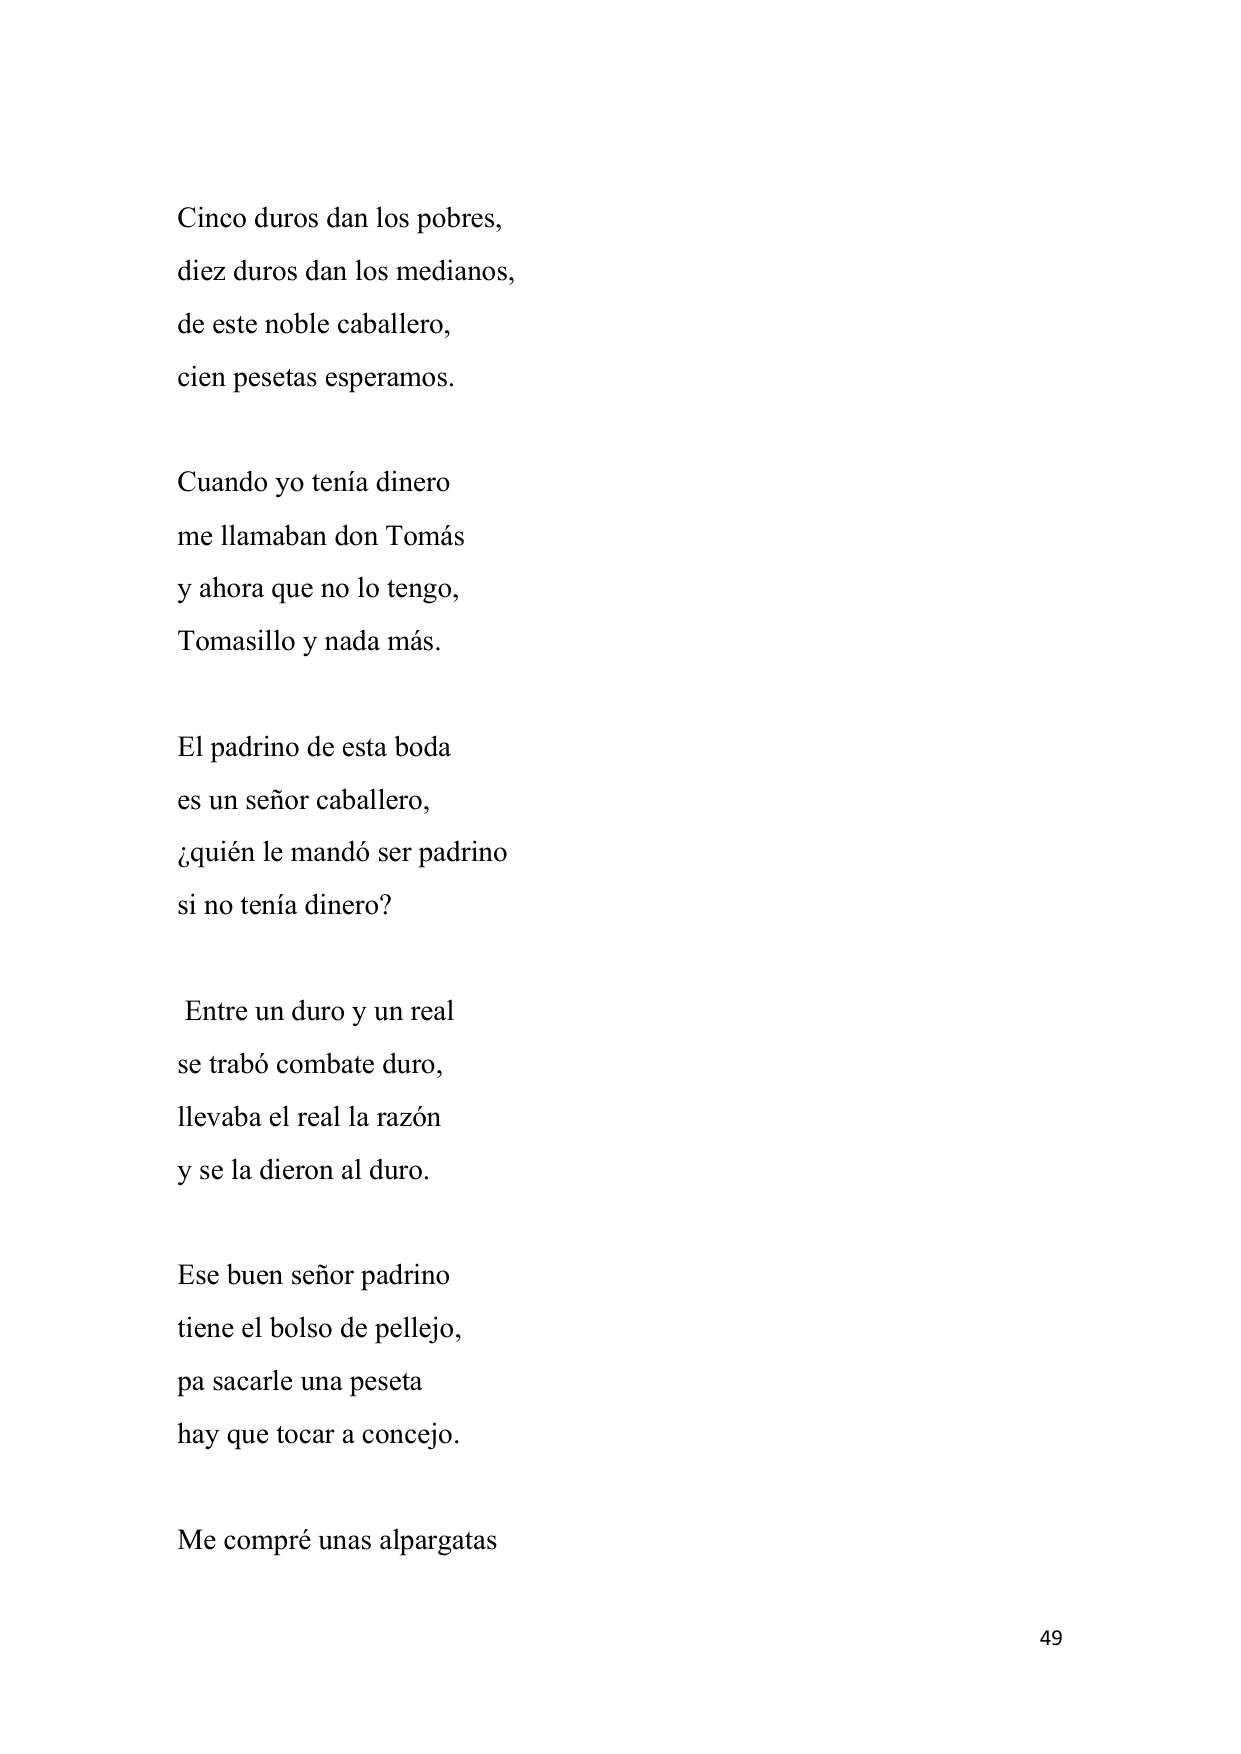 Cinco duros dan los pobres,
diez duros dan los medianos,
de este noble caballero,
cien pesetas esperamos.
Cuando yo tenía dinero
me llamaban don Tomás
y ahora que no lo tengo,
Tomasillo y nada más.
El padrino de esta boda
es un señor caballero,
¿quién le mandó ser padrino
si no tenía dinero?
Entre un duro y un real
se trabó combate duro,
llevaba el real la razón
y se la dieron al duro.
Ese buen señor padrino
tiene el bolso de pellejo,
pa sacarle una peseta
hay que tocar a concejo.
Me compré unas alpargatas
49